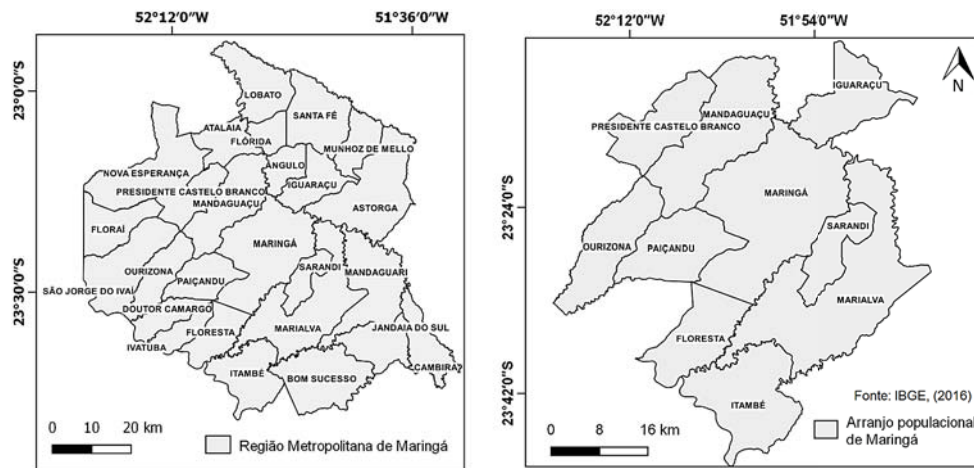 52°12'0"W
51°36'0"W
23°0'0"S
23°30'0"S
LOBATO
SANTA FÉ
ATALAIA
FLÓRIDA
MUNHOZ DE MELLO
ÂNGULO
NOVA ESPERANÇA
IGUARAÇU
PRESIDENTE CASTELO BRANCO
MANDAGUAÇU
ASTORGA
FLORAÍ
MARINGÁ
SARANDI
OURIZONA
MANDAGUARI
PAIÇANDU
SÃO JORGE DO IVAÍ
DOUTOR CAMARGO
FLORESTA
MARIALVA
JANDAIA DO SUL
IVATUBA
ITAMBÉ
BOM SUCESSO
CAMBIRA
0 10 20 km
Região Metropolitana de Maringá
52°12'0"W
51°54'0"W
23°24'0"S
23°42'0"S
N
IGUARAÇU
MANDAGUAÇU
PRESIDENTE CASTELO BRANCO
MARINGÁ
SARANDI
OURIZONA
PAIÇANDU
MARIALVA
FLORESTA
ITAMBÉ
Fonte: IBGE, (2016)
0 8 16 km
Arranjo populacional
de Maringá